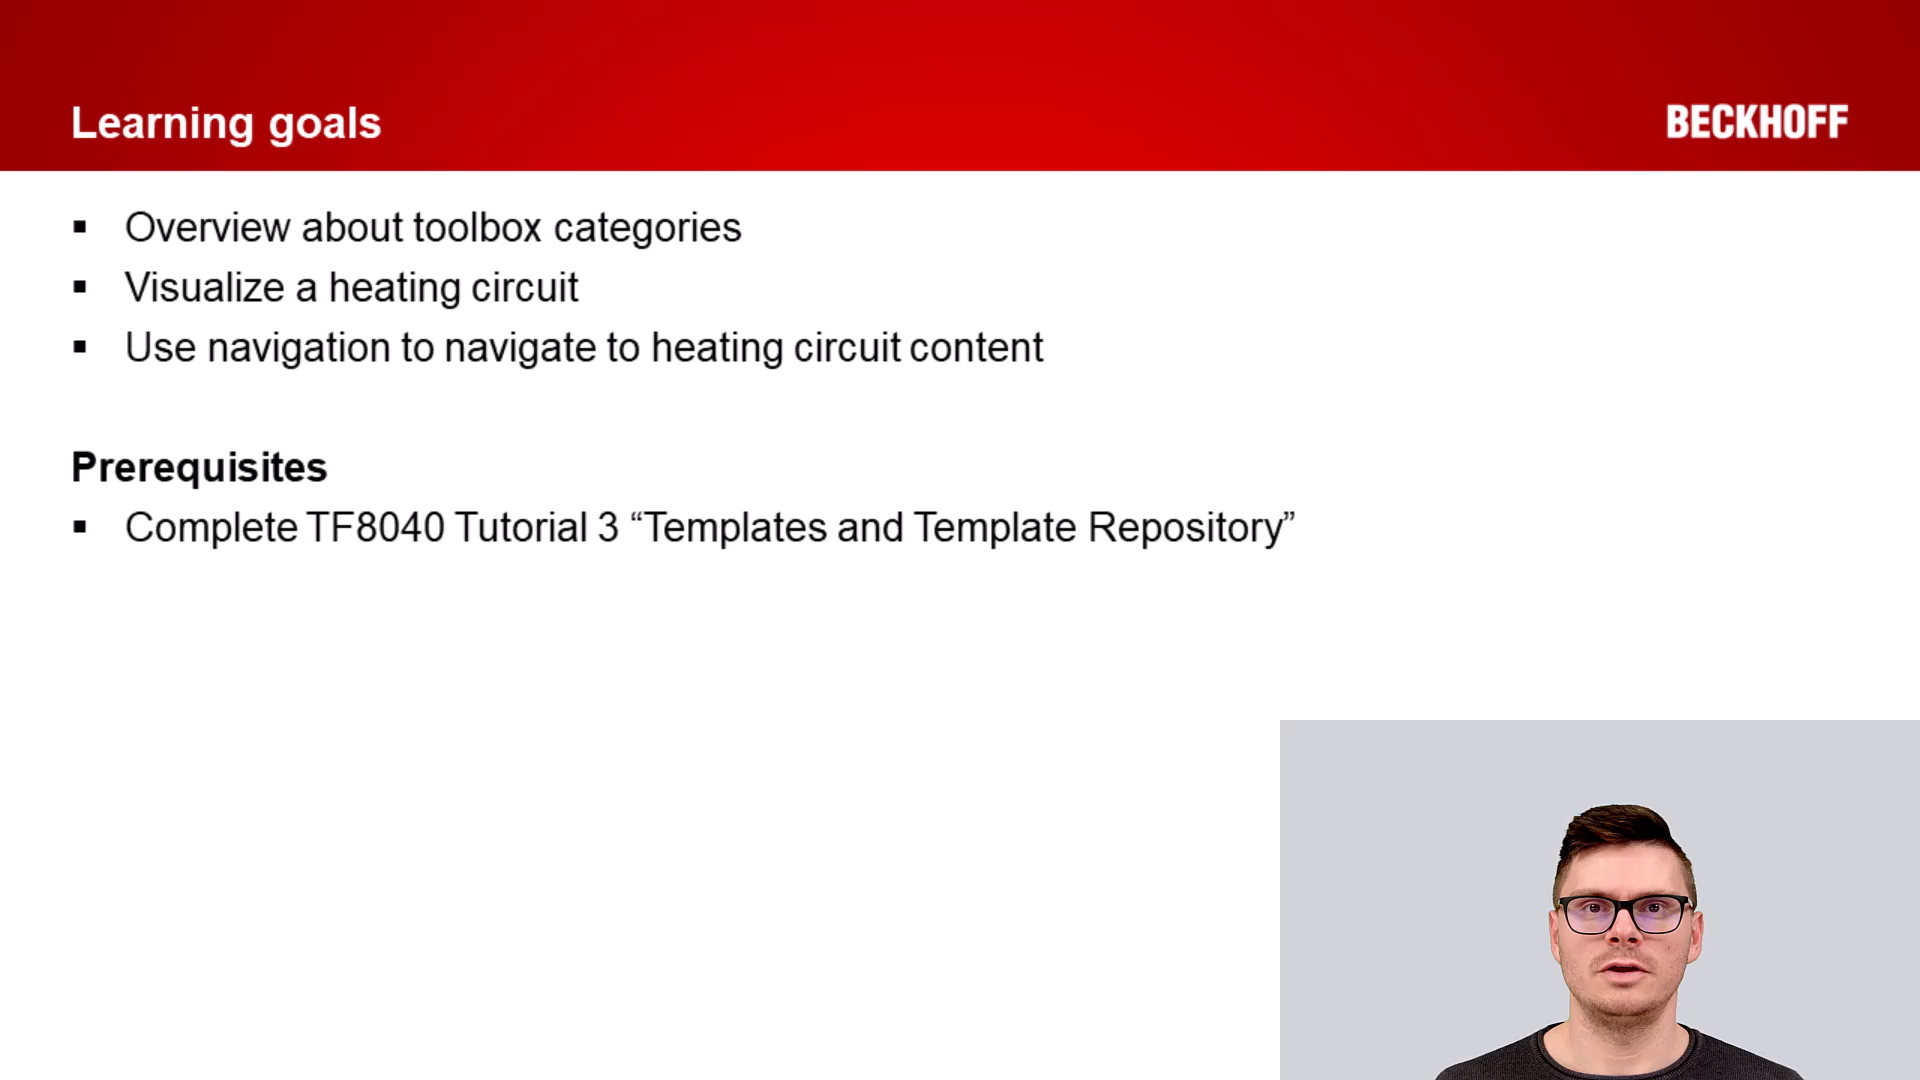 Learning goals
BECKHOFF
Overview about toolbox categories
Visualize a heating circuit
Use navigation to navigate to heating circuit content
Prerequisites
Complete TF8040 Tutorial 3 “Templates and Template Repository”